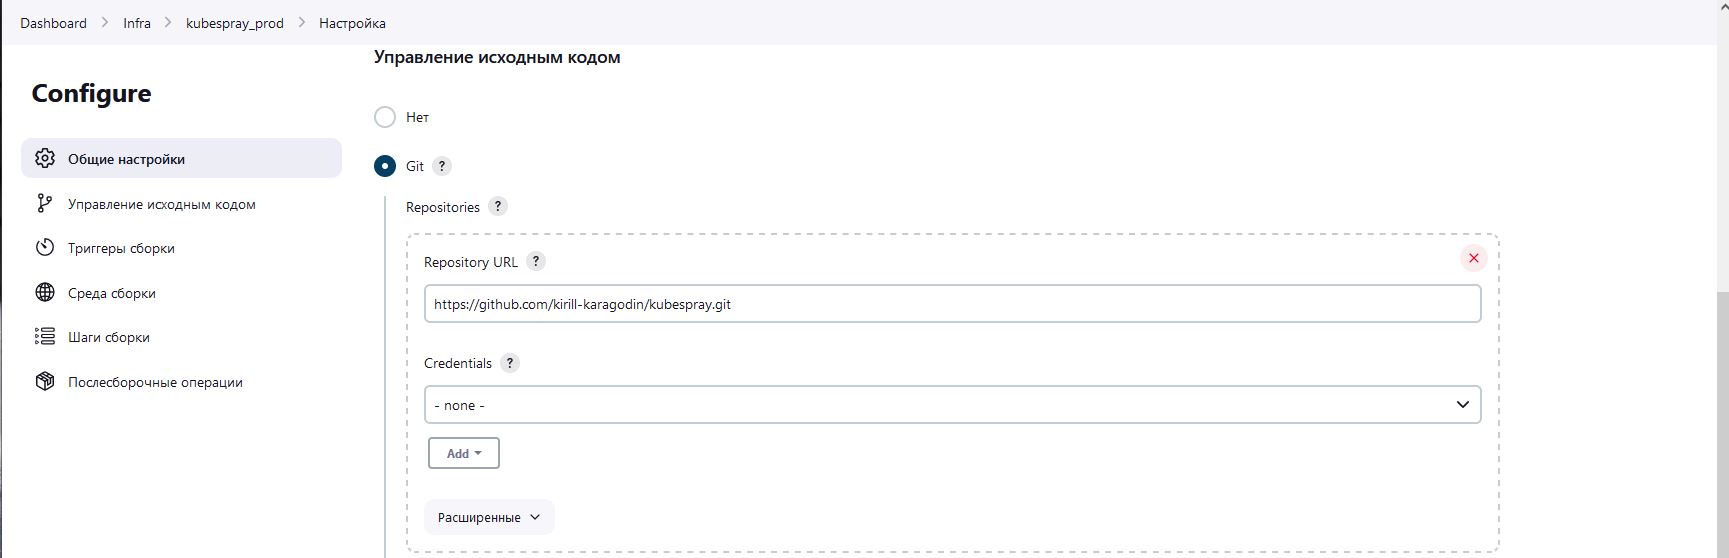 Dashboard > Infra > kubespray_prod > Настройка
Управление исходным кодом
Configure
Общие настройки
Управление исходным кодом
Триггеры сборки
Среда сборки
Шаги сборки
Послесборочные операции
Нет
Git ?
Repositories ?
Repository URL ?
https://github.com/kirill-karagodin/kubespray.git
Credentials ?
- none -
Add
Расширенные